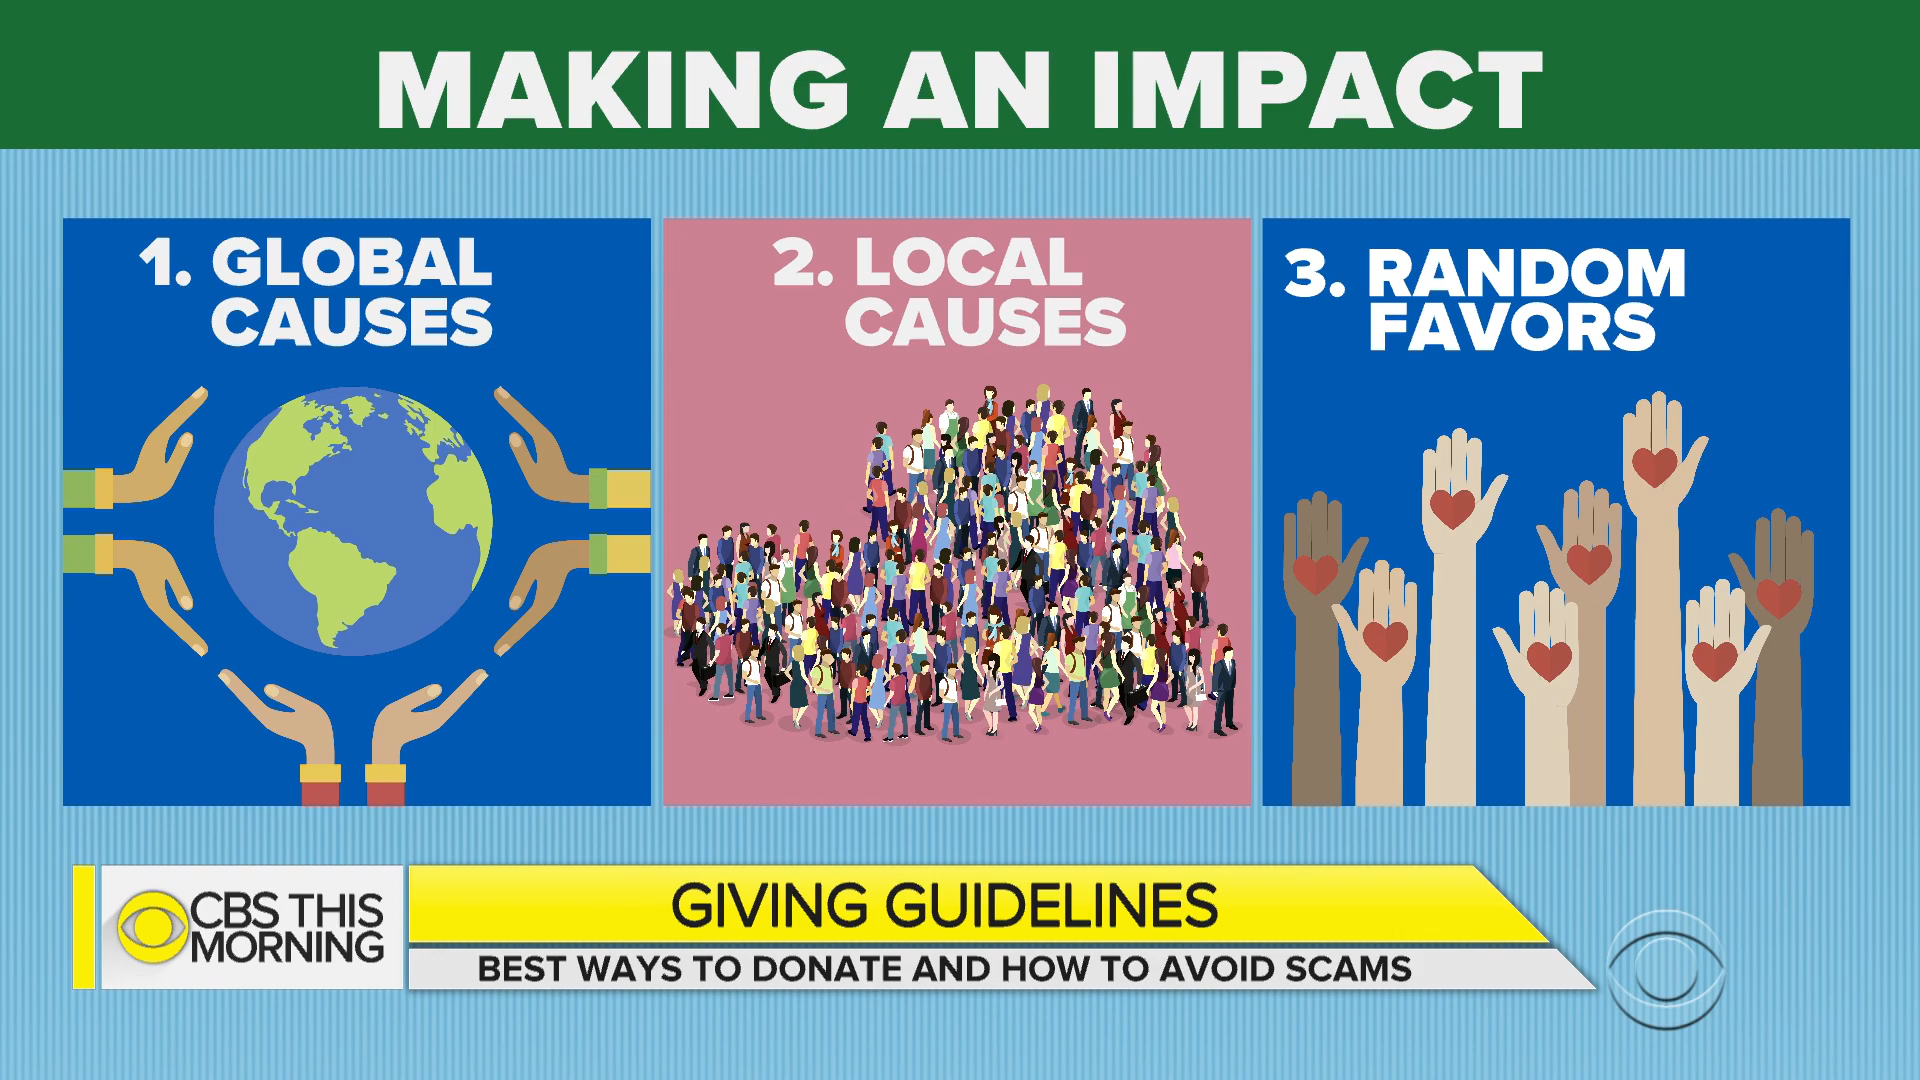 MAKING AN IMPACT
1. GLOBAL
CAUSES
2. LOCAL
CAUSES
3. RANDOM
FAVORS
CBS THIS
MORNING
GIVING GUIDELINES
BEST WAYS TO DONATE AND HOW TO AVOID SCAMS